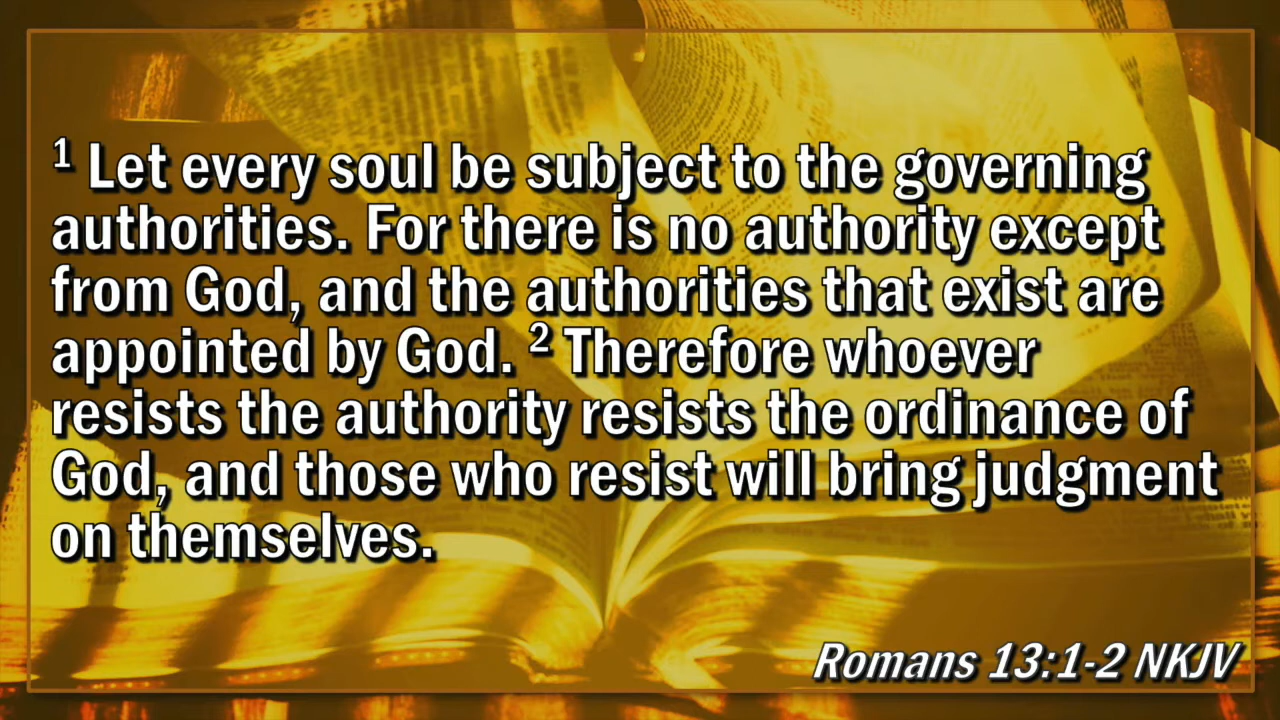 ¹ Let every soul be subject to the governing
authorities. For there is no authority except
from God, and the authorities that exist are
appointed by God. ² Therefore whoever
resists the authority resists the ordinance of
God, and those who resist will bring judgment
on themselves.
Romans 13:1-2 NKJV